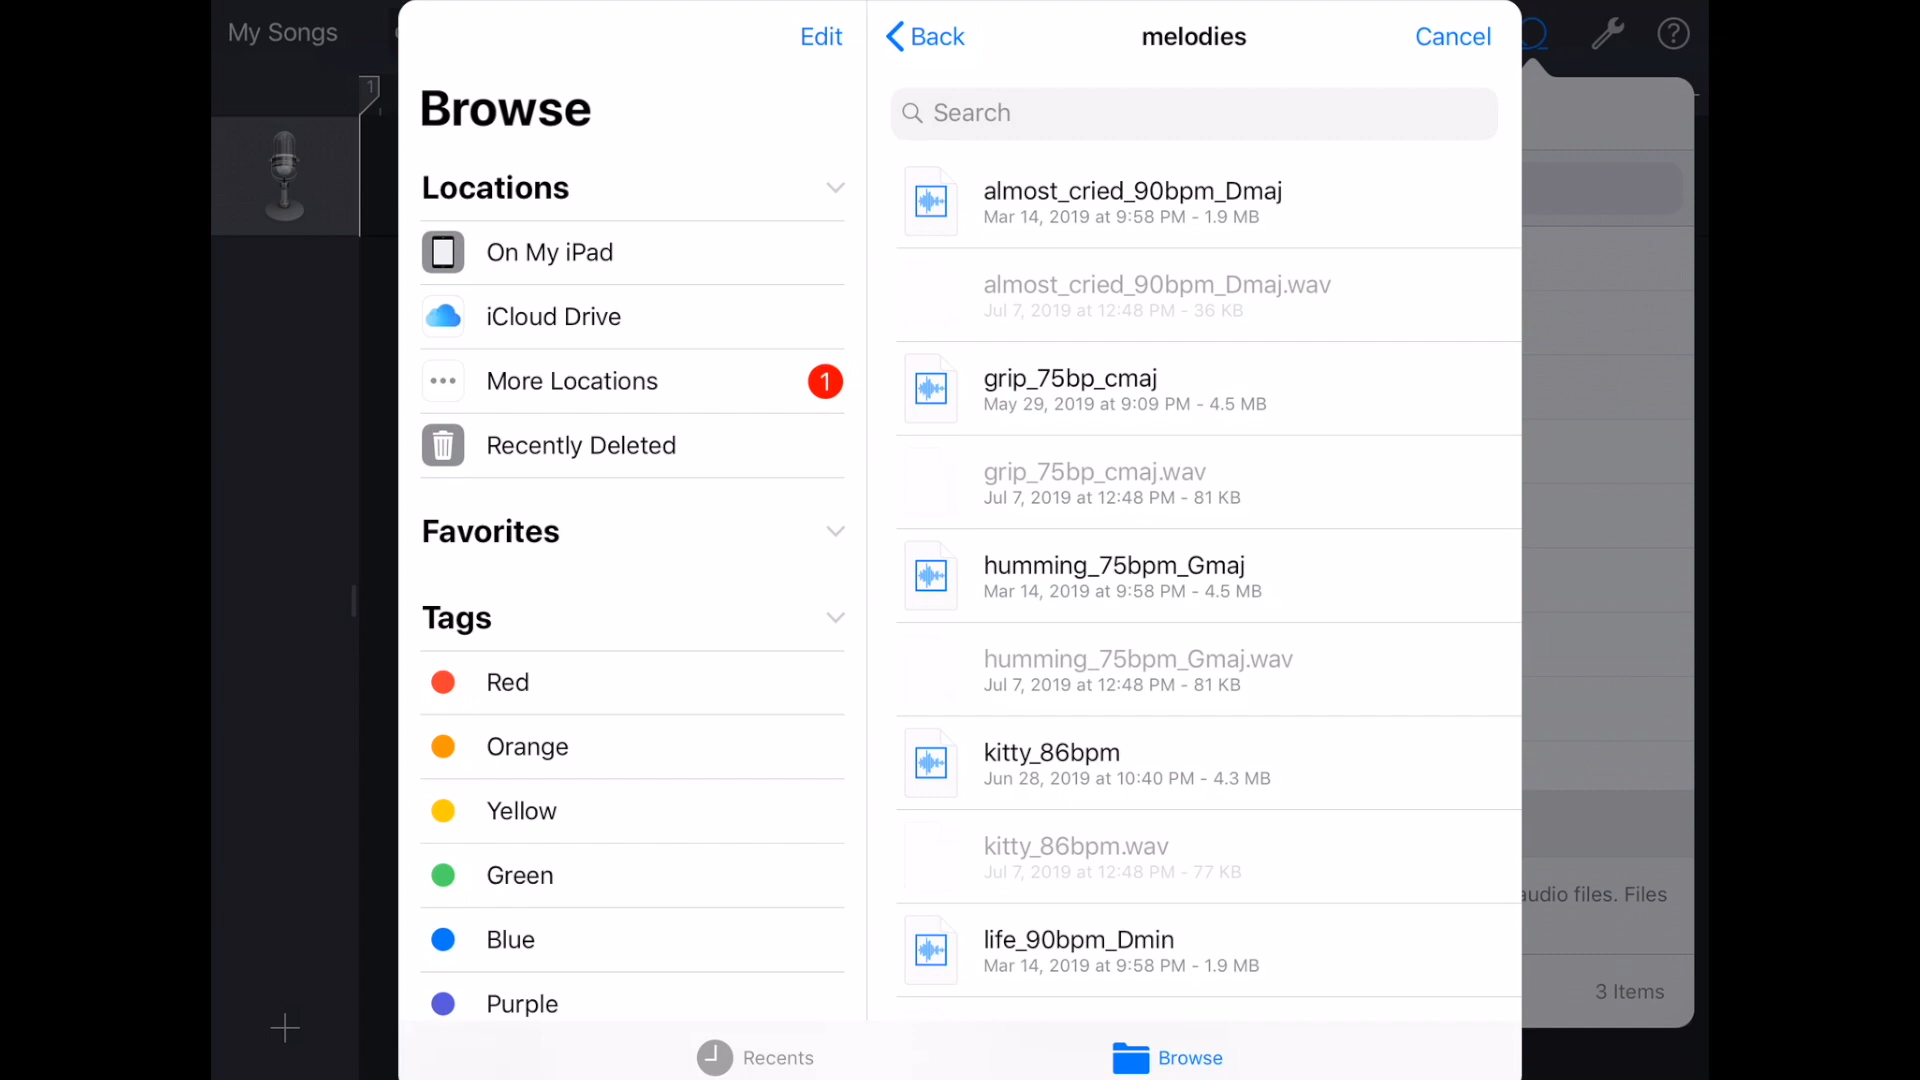 My Songs
1
Edit
Browse
Locations
On My iPad
iCloud Drive
More Locations
1
Recently Deleted
Favorites
Tags
Red
Orange
Yellow
Green
Blue
Purple
Back
melodies
Cancel
Search
almost_cried_90bpm_Dmaj
Mar 14, 2019 at 9:58 PM - 1.9 MB
almost_cried_90bpm_Dmaj.wav
Jul 7, 2019 at 12:48 PM - 36 KB
grip_75bp_cmaj
May 29, 2019 at 9:09 PM - 4.5 MB
grip_75bp_cmaj.wav
Jul 7, 2019 at 12:48 PM - 81 KB
humming_75bpm_Gmaj
Mar 14, 2019 at 9:58 PM - 4.5 MB
humming_75bpm_Gmaj.wav
Jul 7, 2019 at 12:48 PM - 81 KB
kitty_86bpm
Jun 28, 2019 at 10:40 PM - 4.3 MB
kitty_86bpm.wav
Jul 7, 2019 at 12:48 PM - 77 KB
life_90bpm_Dmin
Mar 14, 2019 at 9:58 PM - 1.9 MB
Recents
Browse
?
audio files. Files
3 Items